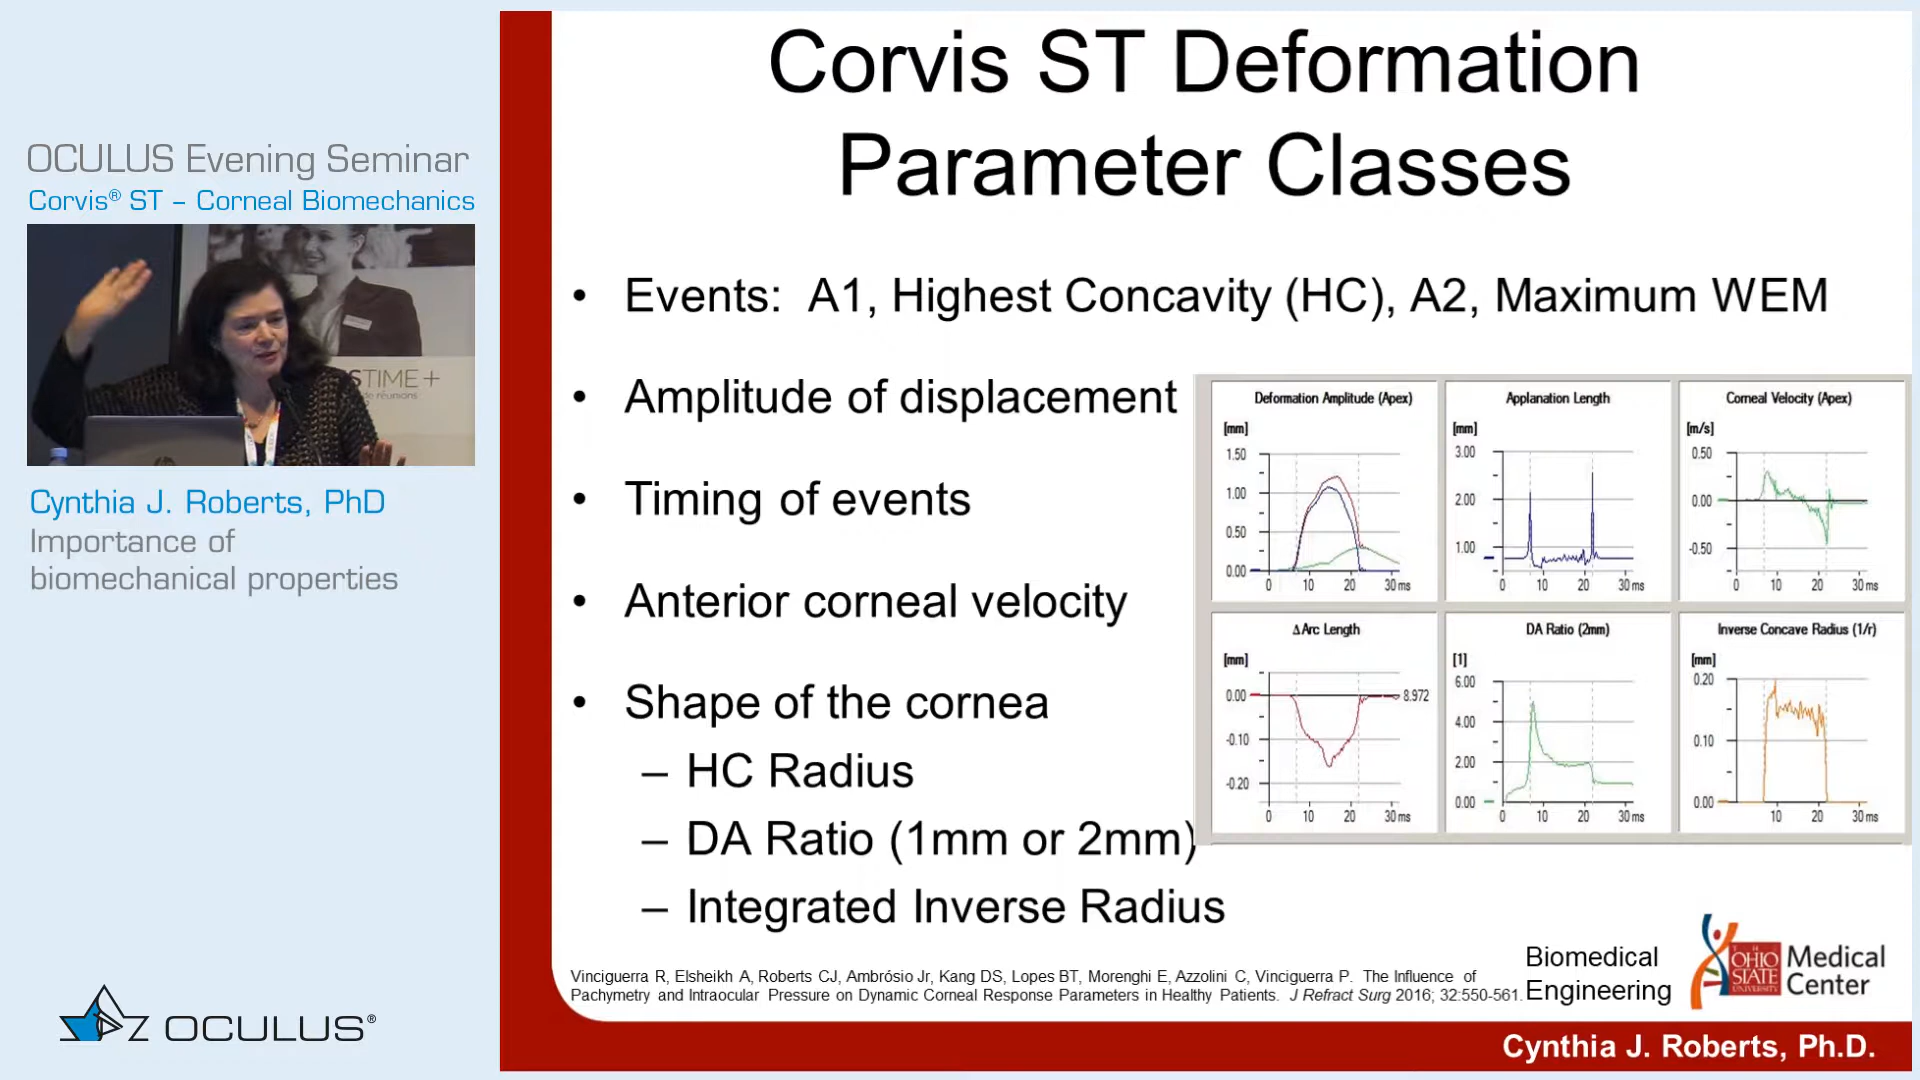 OCULUS Evening Seminar
Corvis® ST – Corneal Biomechanics
STIME+
de réunions
Cynthia J. Roberts, PhD
Importance of
biomechanical properties
OCULUS®
Corvis ST Deformation
Parameter Classes
• Events: A1, Highest Concavity (HC), A2, Maximum WEM
• Amplitude of displacement
• Timing of events
• Anterior corneal velocity
• Shape of the cornea
– HC Radius
– DA Ratio (1mm or 2mm)
– Integrated Inverse Radius
Deformation Amplitude (Apex)
[mm]
1.50
1.00
0.50
0.00
0 10 20 30 ms
Applanation Length
[mm]
3.00
2.00
1.00
0 10 20 30 ms
Corneal Velocity (Apex)
[m/s]
0.50
0.00
-0.50
0 10 20 30 ms
Δ Arc Length
[mm]
0.00
8.972
-0.10
-0.20
0 10 20 30 ms
DA Ratio (2mm)
[1]
6.00
4.00
2.00
0.00
0 10 20 30 ms
Inverse Concave Radius (1/r)
[mm]
0.20
0.10
0.00
10 20 30 ms
Vinciguerra R, Elsheikh A, Roberts CJ, Ambrósio Jr, Kang DS, Lopes BT, Morenghi E, Azzolini C, Vinciguerra P. The Influence of
Pachymetry and Intraocular Pressure on Dynamic Corneal Response Parameters in Healthy Patients. J Refract Surg 2016; 32:550-561.
Biomedical
Engineering
THE
OHIO
STATE
UNIVERSITY
Medical
Center
Cynthia J. Roberts, Ph.D.